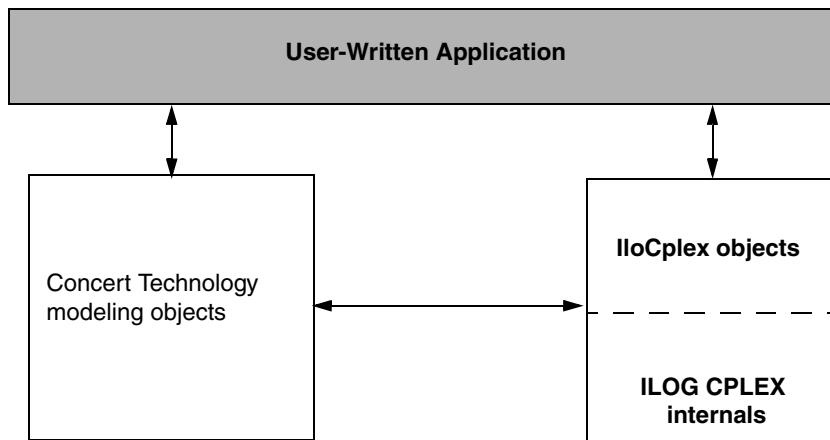 User-Written Application
Concert Technology
modeling objects
IloCplex objects
ILOG CPLEX
internals